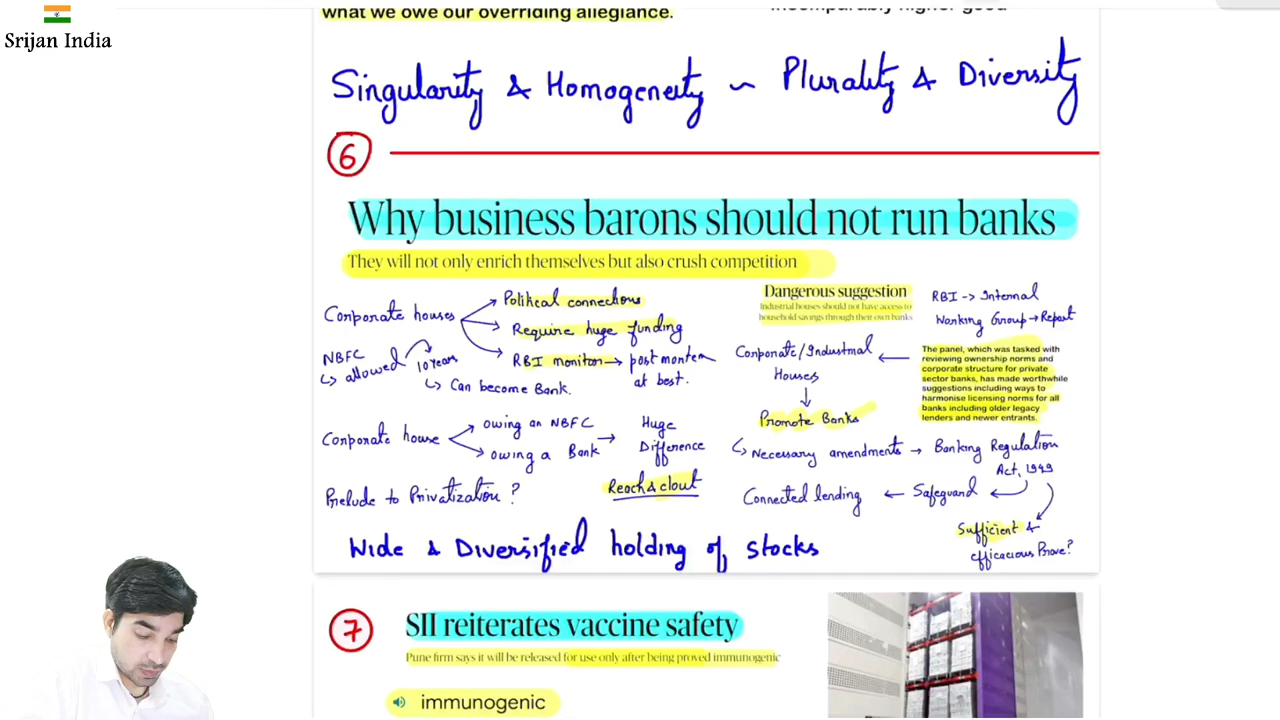 Srijan India
what we owe our overriding allegiance.
incomparably higher good
Singularity & Homogeneity ~ Plurality & Diversity
6
Why business barons should not run banks
They will not only enrich themselves but also crush competition
Corporate houses
Political connections
Require huge funding
RBI monitor → post mortem
at best.
NBFC
↳ allowed
10 Years
↳ Can become Bank.
Corporate house
owing an NBFC
owing a Bank
→
Huge
Difference
Reach & clout
Prelude to Privatization?
Dangerous suggestion
Industrial houses should not have access to
household savings through their own banks
RBI -> Internal
Working Group → Report
The panel, which was tasked with
reviewing ownership norms and
corporate structure for private
sector banks, has made worthwhile
suggestions including ways to
harmonise licensing norms for all
banks including older legacy
lenders and newer entrants.
Corporate/Industrial ←
Houses
↓
Promote Banks
↳ Necessary amendments → Banking Regulation
Act, 1949
Connected lending ← Safeguard ←
Sufficient &
efficacious Prove?
Wide & Diversified holding of stocks
7
SII reiterates vaccine safety
Pune firm says it will be released for use only after being proved immunogenic
immunogenic